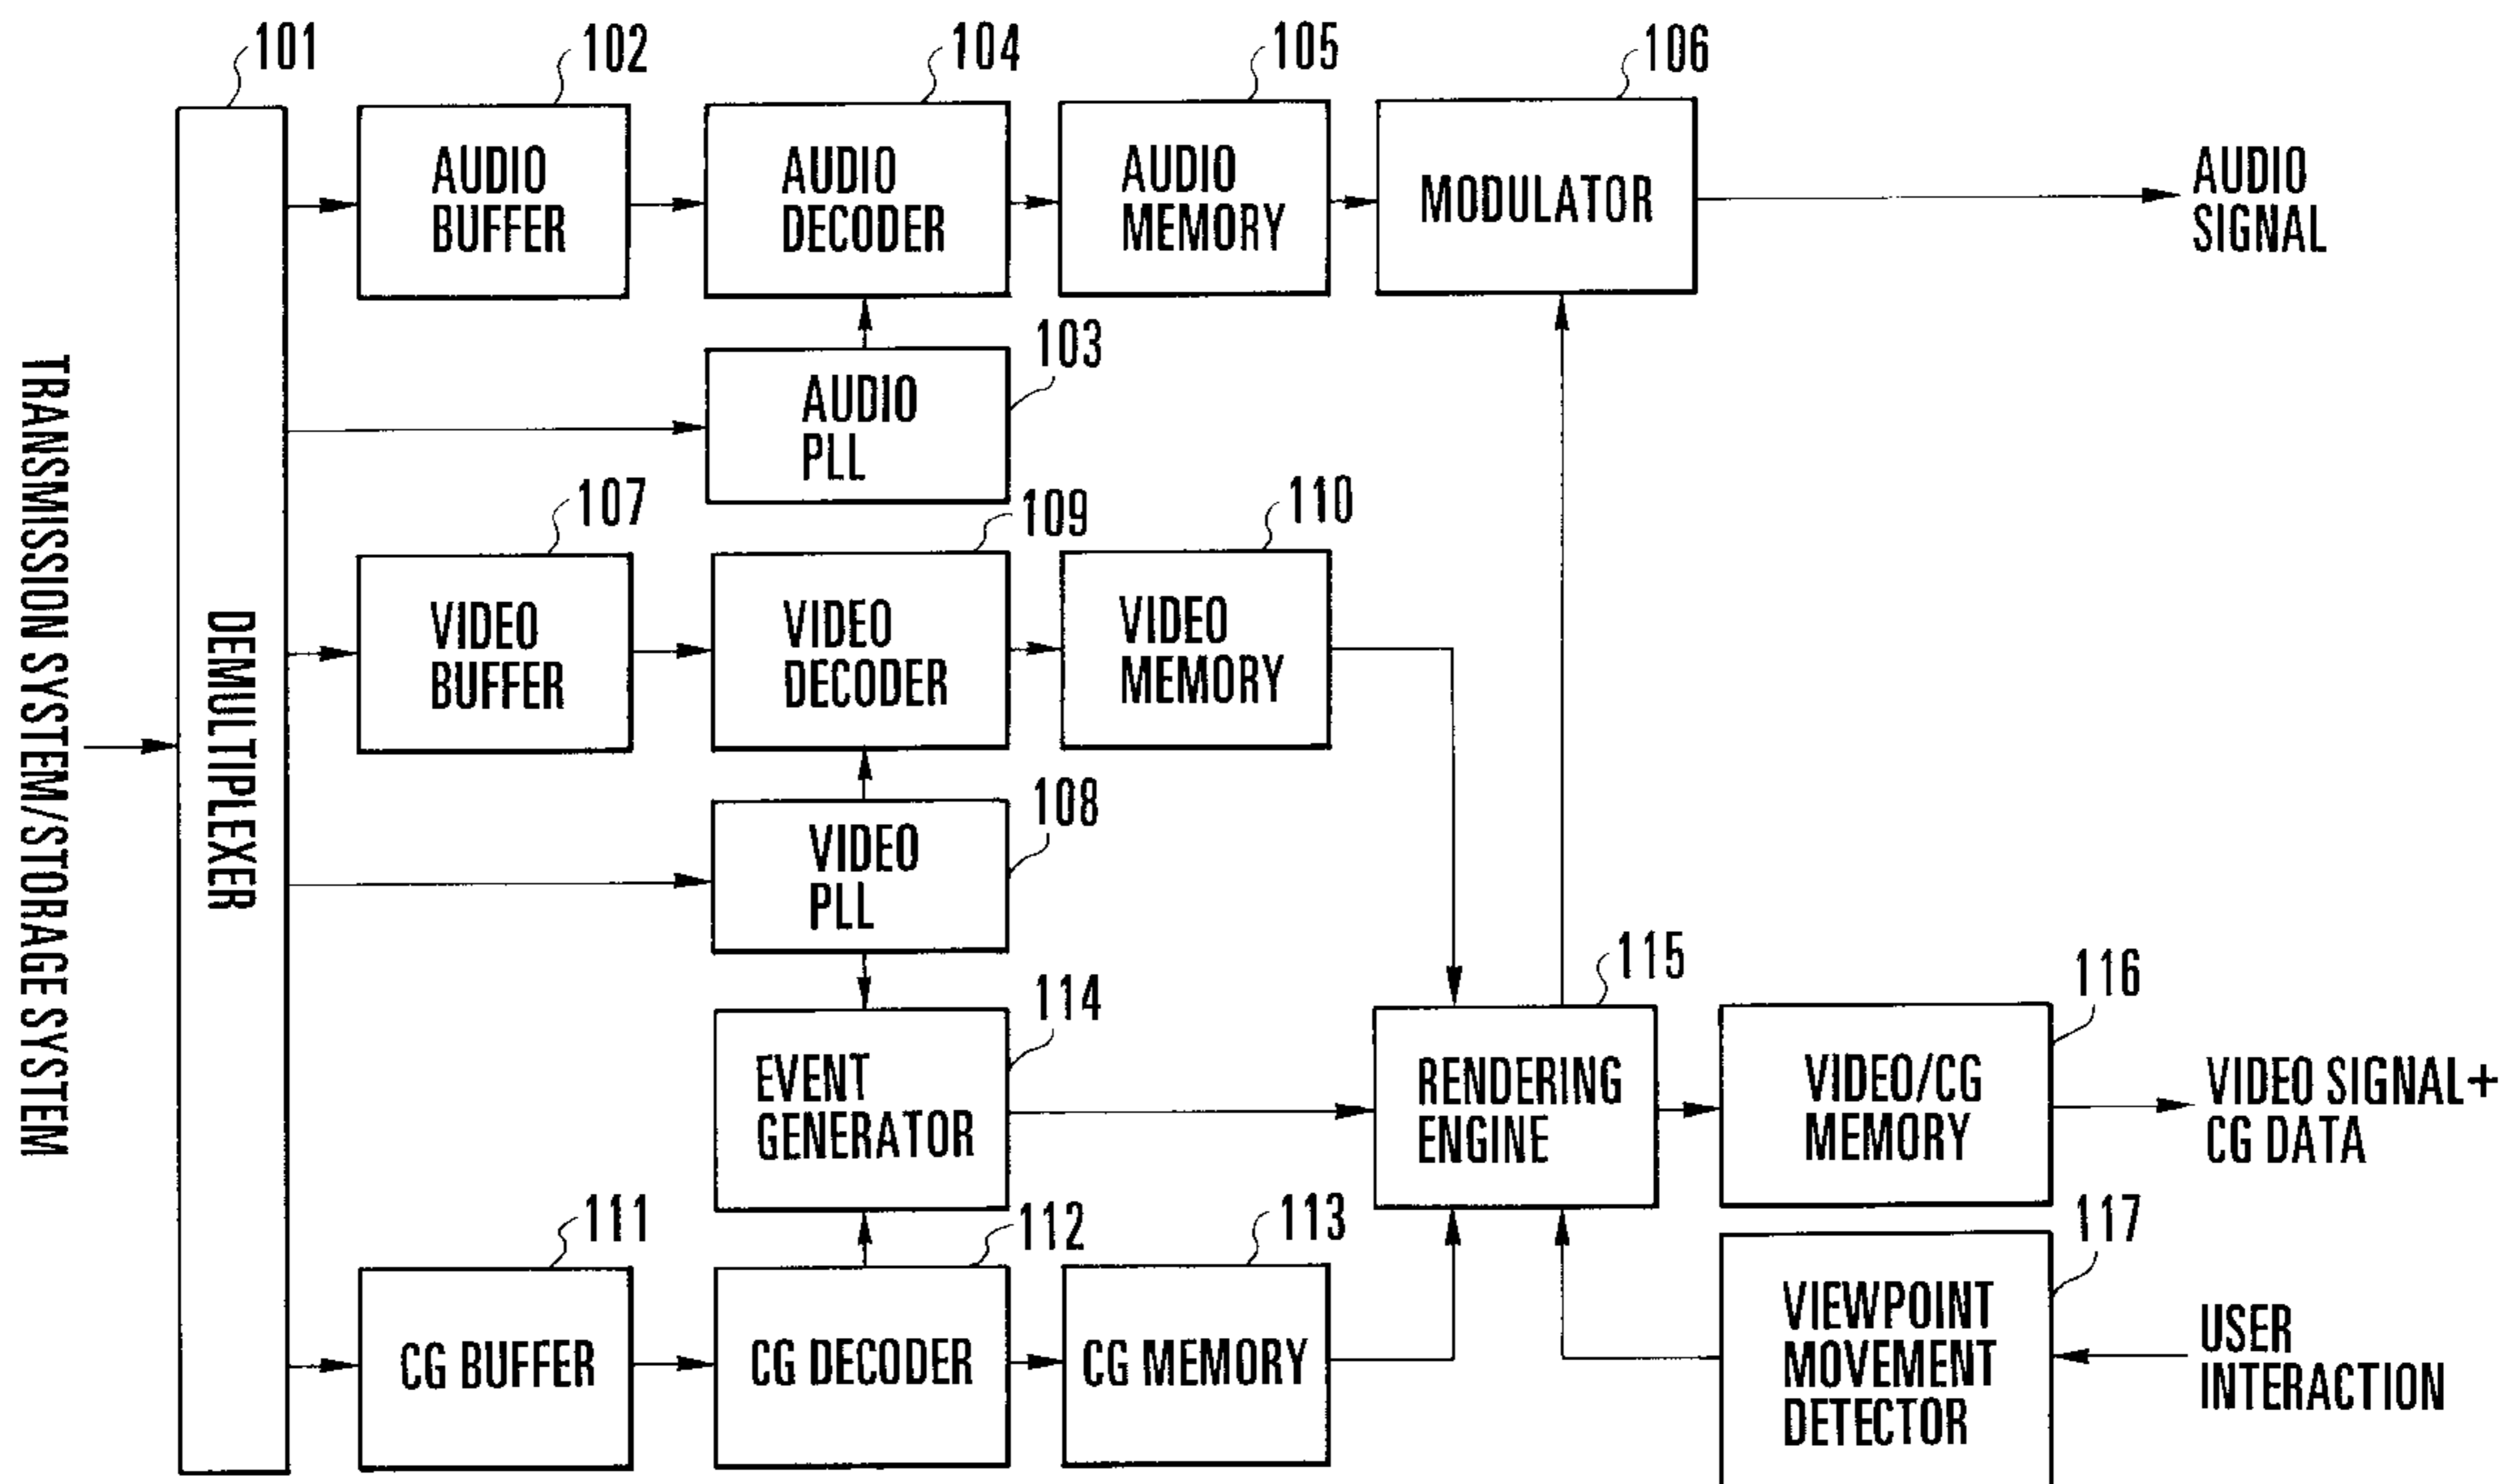 101
102
104
105
106
AUDIO
BUFFER
AUDIO
DECODER
AUDIO
MEMORY
MODULATOR
AUDIO
SIGNAL
103
AUDIO
PLL
TRANSMISSION SYSTEM/STORAGE SYSTEM
DEMULTIPLEXER
107
109
110
VIDEO
BUFFER
VIDEO
DECODER
VIDEO
MEMORY
108
VIDEO
PLL
114
115
116
EVENT
GENERATOR
RENDERING
ENGINE
VIDEO/CG
MEMORY
VIDEO SIGNAL+
CG DATA
111
112
113
117
CG BUFFER
CG DECODER
CG MEMORY
VIEWPOINT
MOVEMENT
DETECTOR
USER
INTERACTION